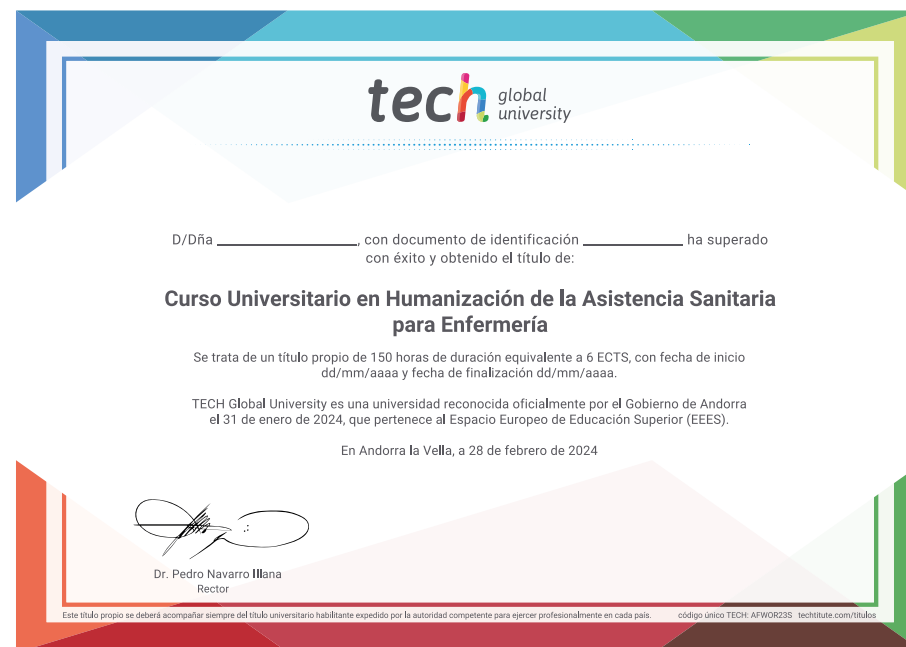 tech global university
D/Dña ____________________, con documento de identificación ______________ ha superado
con éxito y obtenido el título de:
Curso Universitario en Humanización de la Asistencia Sanitaria
para Enfermería
Se trata de un título propio de 150 horas de duración equivalente a 6 ECTS, con fecha de inicio
dd/mm/aaaa y fecha de finalización dd/mm/aaaa.
TECH Global University es una universidad reconocida oficialmente por el Gobierno de Andorra
el 31 de enero de 2024, que pertenece al Espacio Europeo de Educación Superior (EEES).
En Andorra la Vella, a 28 de febrero de 2024
Dr. Pedro Navarro Illana
Rector
Este título propio se deberá acompañar siempre del título universitario habilitante expedido por la autoridad competente para ejercer profesionalmente en cada país. código único TECH: AFWOR23S techtitute.com/titulos